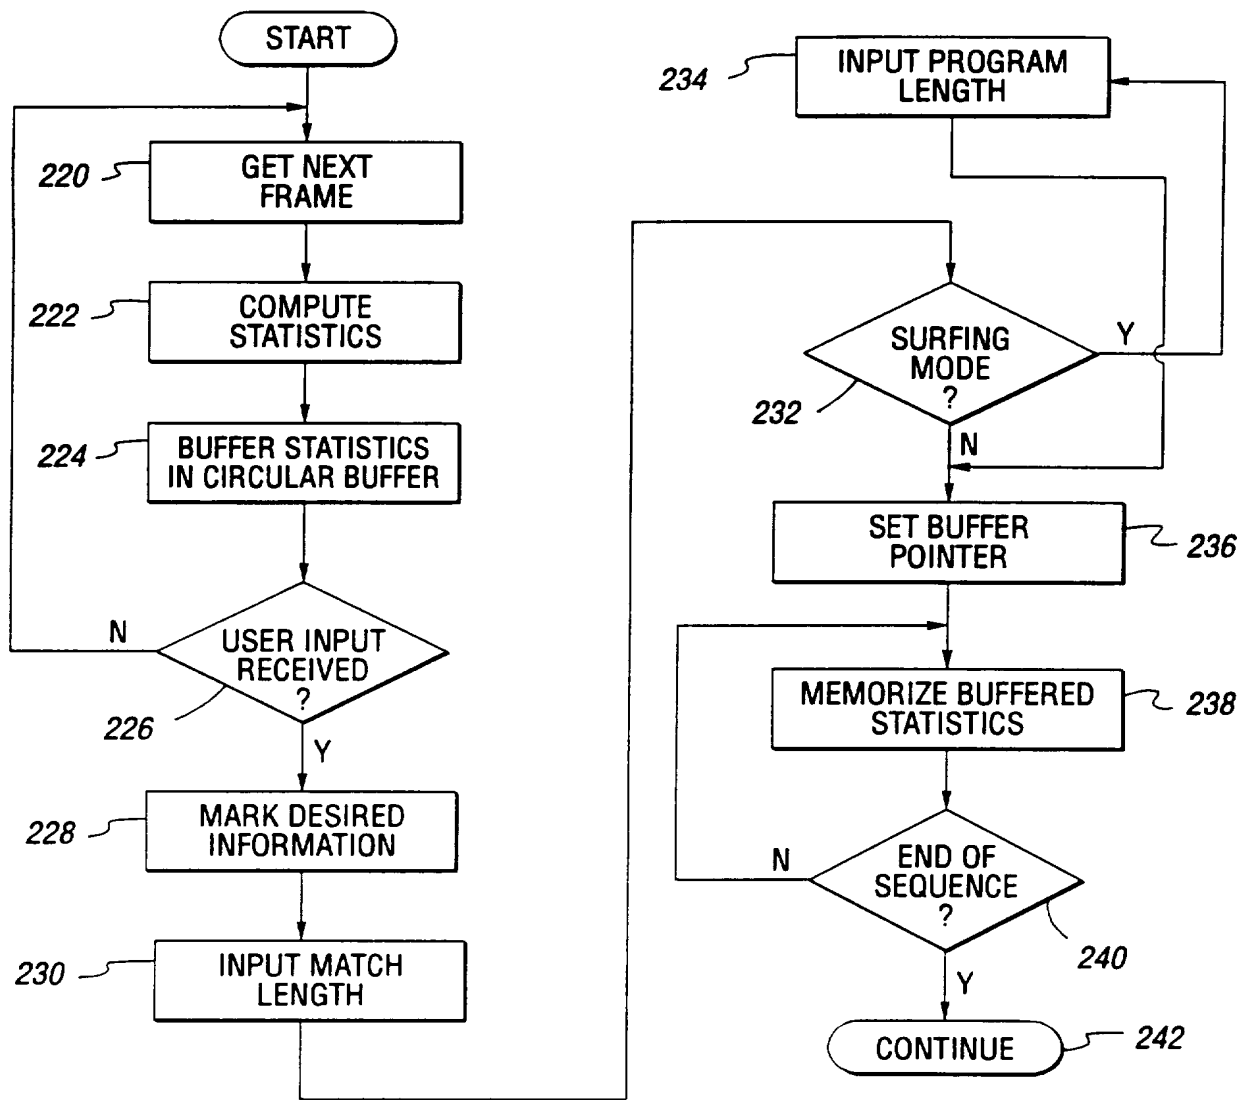 START
220
GET NEXT
FRAME
222
COMPUTE
STATISTICS
224
BUFFER STATISTICS
IN CIRCULAR BUFFER
N
USER INPUT
RECEIVED
?
226
Y
228
MARK DESIRED
INFORMATION
230
INPUT MATCH
LENGTH
234
INPUT PROGRAM
LENGTH
SURFING
MODE
?
Y
232
N
SET BUFFER
POINTER
236
MEMORIZE BUFFERED
STATISTICS
238
N
END OF
SEQUENCE
?
240
Y
CONTINUE
242